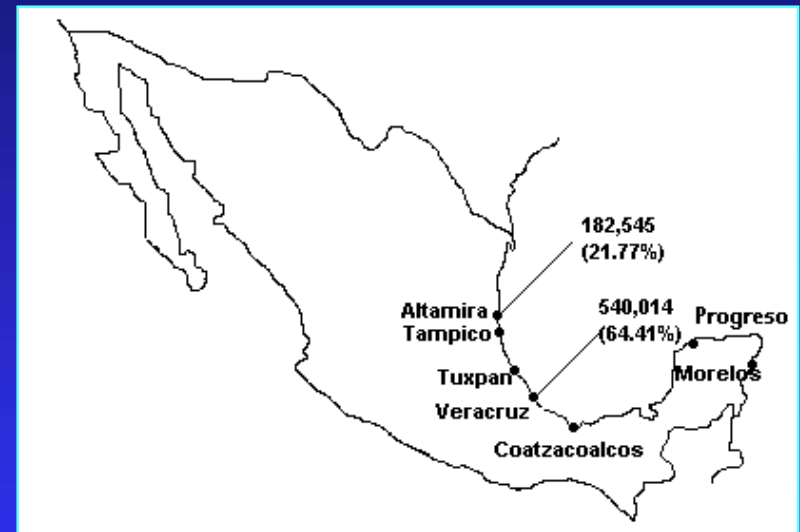 182,545
(21.77%)
Altamira
540,014
Progreso
Tampico
(64.41%)
Tuxpan
Morelos
Veracruz
Coatzacoalcos